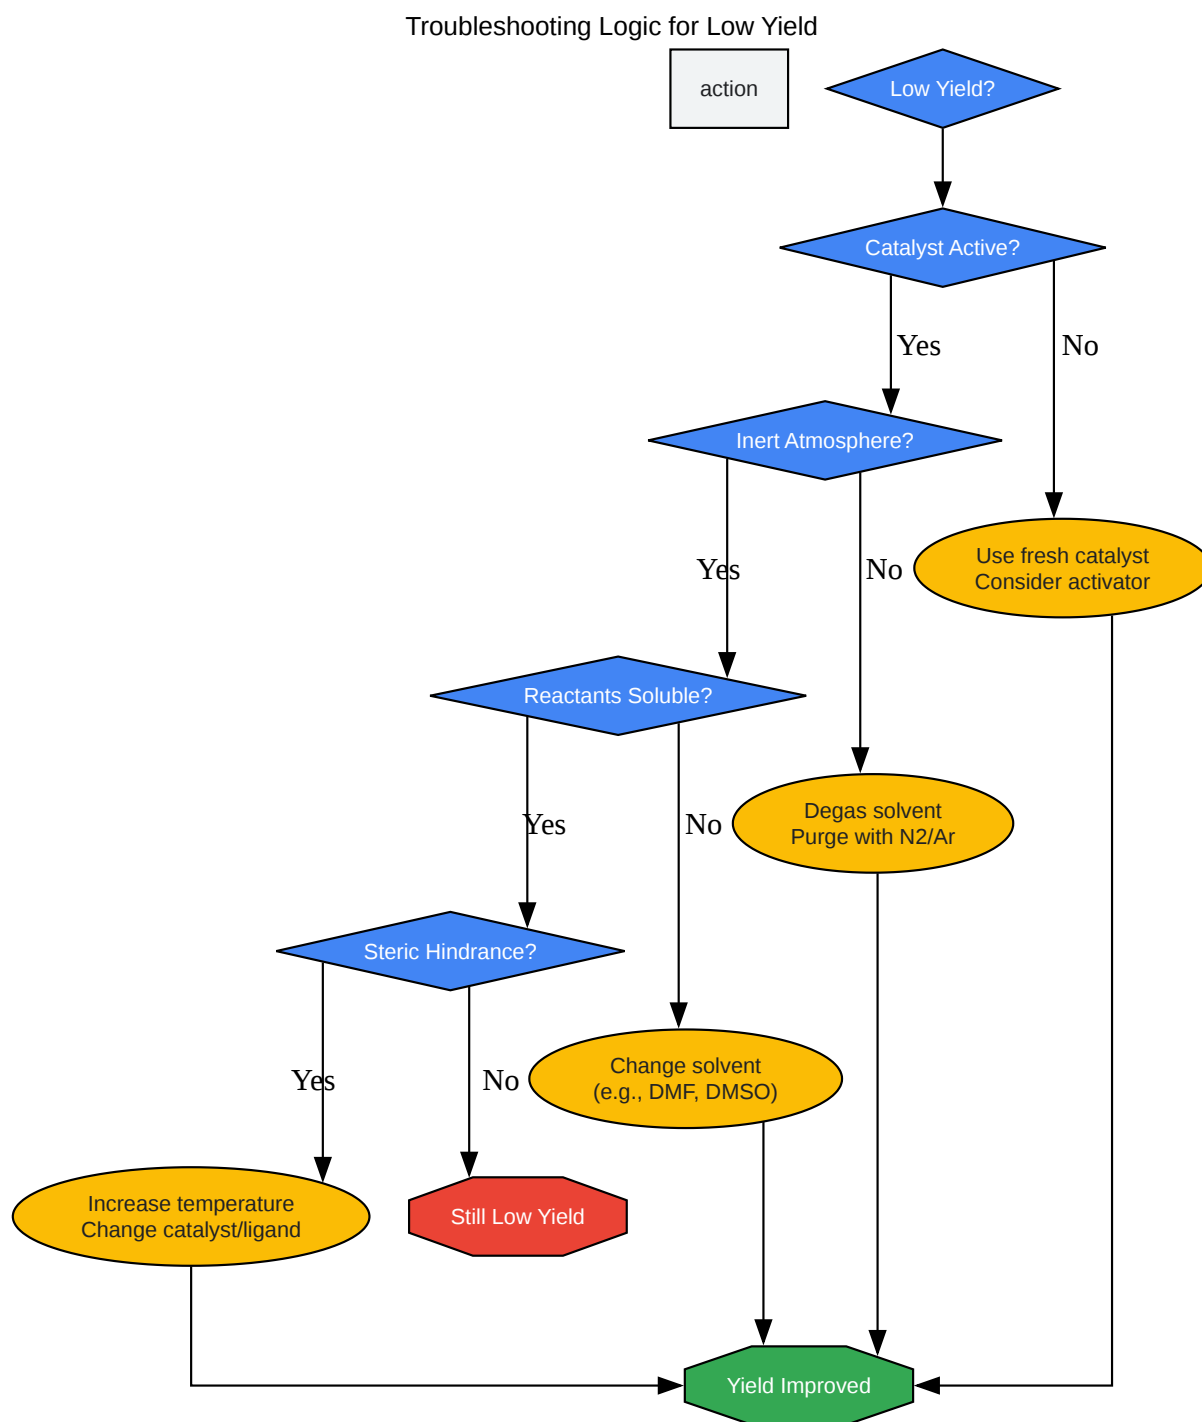 Troubleshooting Logic for Low Yield
action
Low Yield?
Catalyst Active?
Yes
No
Inert Atmosphere?
Use fresh catalyst
Consider activator
Yes
No
Reactants Soluble?
Degas solvent
Purge with N2/Ar
Yes
No
Steric Hindrance?
Change solvent
(e.g., DMF, DMSO)
Yes
No
Increase temperature
Change catalyst/ligand
Still Low Yield
Yield Improved